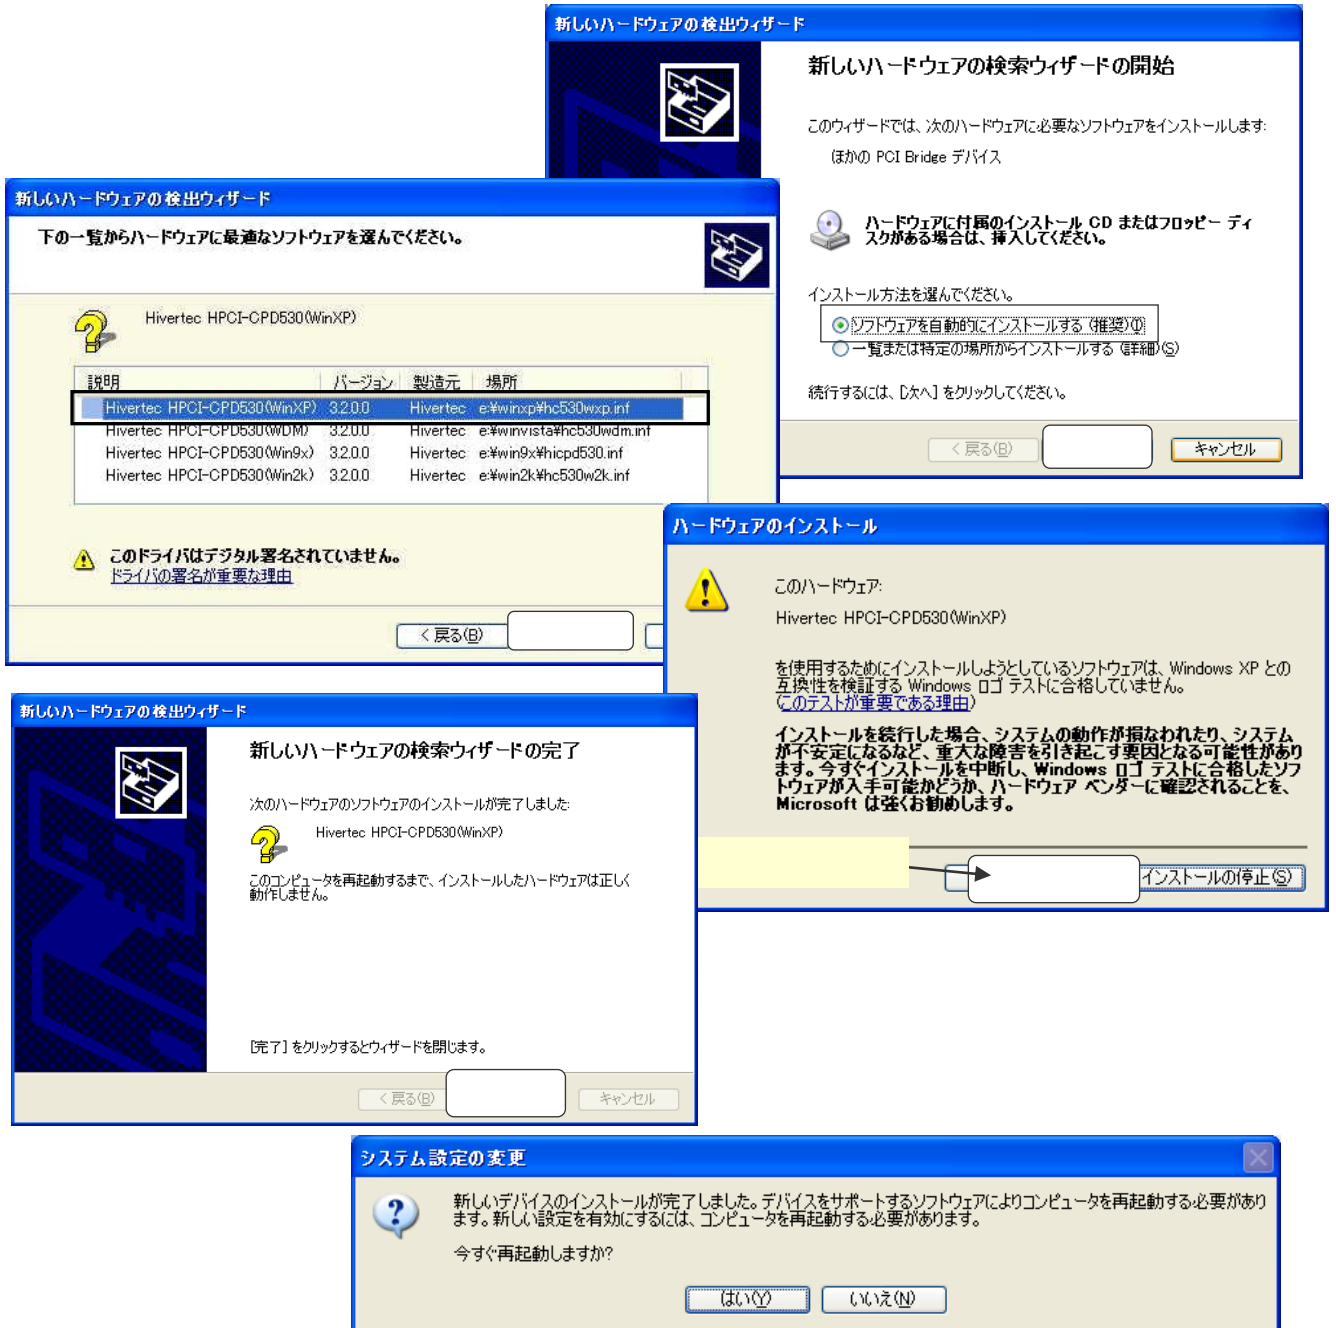 新しいハードウェアの検出ウィザード
新しいハードウェアの検索ウィザードの開始
このウィザードでは、次のハードウェアに必要なソフトウェアをインストールします:
ほかの PCI Bridge デバイス
ハードウェアに付属のインストール CD またはフロッピー ディ
スクがある場合は、挿入してください。
インストール方法を選んでください。
ソフトウェアを自動的にインストールする (推奨)(I)
一覧または特定の場所からインストールする (詳細)(S)
続行するには、[次へ] をクリックしてください。
< 戻る(B)
キャンセル
新しいハードウェアの検出ウィザード
下の一覧からハードウェアに最適なソフトウェアを選んでください。
Hivertec HPCI-CPD530(WinXP)
説明 バージョン 製造元 場所
Hivertec HPCI-CPD530(WinXP) 3.2.0.0 Hivertec e:¥winxp¥hc530wxp.inf
Hivertec HPCI-CPD530(WDM) 3.2.0.0 Hivertec e:¥winvista¥hc530wdm.inf
Hivertec HPCI-CPD530(Win9x) 3.2.0.0 Hivertec e:¥win9x¥hicpd530.inf
Hivertec HPCI-CPD530(Win2k) 3.2.0.0 Hivertec e:¥win2k¥hc530w2k.inf
このドライバはデジタル署名されていません。
ドライバの署名が重要な理由
< 戻る(B)
ハードウェアのインストール
このハードウェア:
Hivertec HPCI-CPD530(WinXP)
を使用するためにインストールしようとしているソフトウェアは、Windows XP との
互換性を検証する Windows ロゴ テストに合格していません。
(このテストが重要である理由)
インストールを続行した場合、システムの動作が損なわれたり、システム
が不安定になるなど、重大な障害を引き起こす要因となる可能性があり
ます。今すぐインストールを中断し、Windows ロゴ テストに合格したソフ
トウェアが入手可能かどうか、ハードウェア ベンダーに確認されることを、
Microsoft は強くお勧めします。
インストールの停止(S)
新しいハードウェアの検出ウィザード
新しいハードウェアの検索ウィザードの完了
次のハードウェアのソフトウェアのインストールが完了しました:
Hivertec HPCI-CPD530(WinXP)
このコンピュータを再起動するまで、インストールしたハードウェアは正しく
動作しません。
[完了] をクリックするとウィザードを閉じます。
< 戻る(B)
キャンセル
システム設定の変更
新しいデバイスのインストールが完了しました。デバイスをサポートするソフトウェアによりコンピュータを再起動する必要があり
ます。新しい設定を有効にするには、コンピュータを再起動する必要があります。
今すぐ再起動しますか?
はい(Y)
いいえ(N)